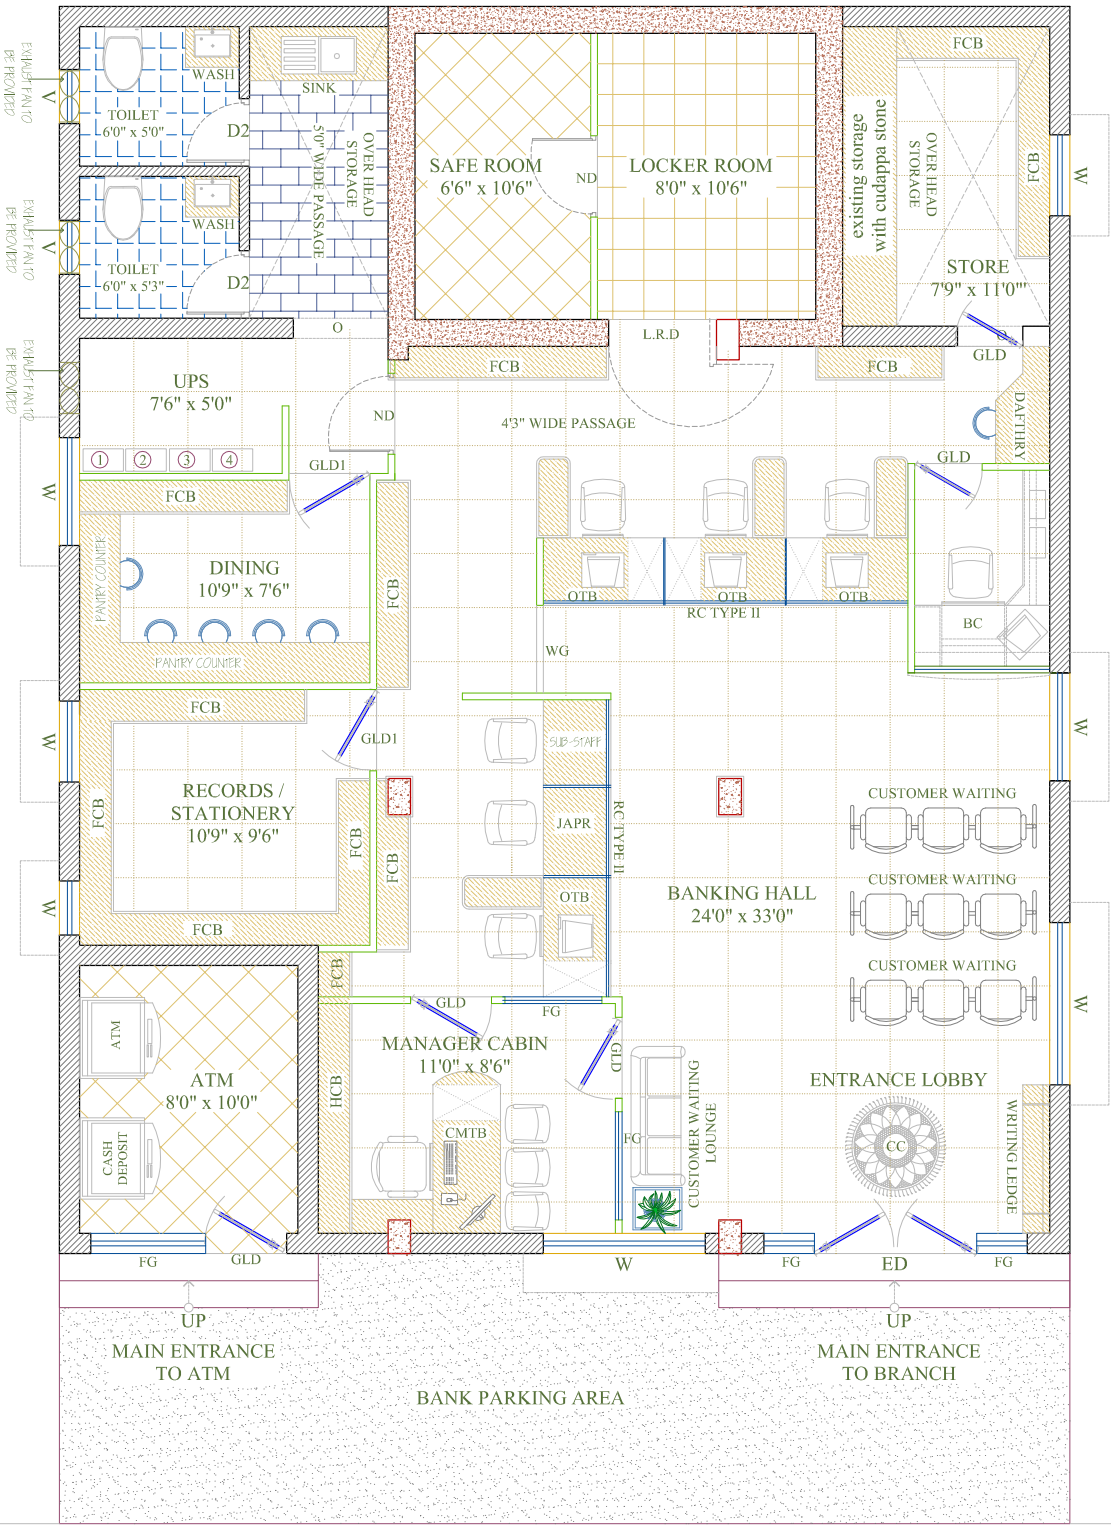 EXHAUST FAN TO
BE PROVIDED
V
WASH
TOILET
6'0" x 5'0"
D2
SINK
5'0" WIDE PASSAGE
OVER HEAD
STORAGE
SAFE ROOM
6'6" x 10'6"
ND
LOCKER ROOM
8'0" x 10'6"
existing storage
with cudappa stone
OVER HEAD
STORAGE
FCB
FCB
W
EXHAUST FAN TO
BE PROVIDED
V
WASH
TOILET
6'0" x 5'3"
D2
STORE
7'9" x 11'0"'
O
L.R.D
O
GLD
EXHAUST FAN TO
BE PROVIDED
UPS
7'6" x 5'0"
FCB
FCB
ND
4'3" WIDE PASSAGE
DAFTHRY
1
2
3
4
GLD1
GLD
W
FCB
PANTRY COUNTER
DINING
10'9" x 7'6"
FCB
OTB
OTB
OTB
RC TYPE II
BC
WG
PANTRY COUNTER
FCB
GLD1
SUB-STAFF
W
W
RECORDS /
STATIONERY
10'9" x 9'6"
FCB
FCB
FCB
JAPR
RC TYPE II
CUSTOMER WAITING
CUSTOMER WAITING
BANKING HALL
24'0" x 33'0"
OTB
W
FCB
FCB
CUSTOMER WAITING
W
GLD
FG
MANAGER CABIN
11'0" x 8'6"
GLD
ATM
ATM
8'0" x 10'0"
HCB
CMTB
CASH
DEPOSIT
FG
CUSTOMER WAITING
LOUNGE
ENTRANCE LOBBY
CC
WRITING LEDGE
FG
GLD
W
FG
ED
FG
UP
UP
MAIN ENTRANCE
TO ATM
MAIN ENTRANCE
TO BRANCH
BANK PARKING AREA